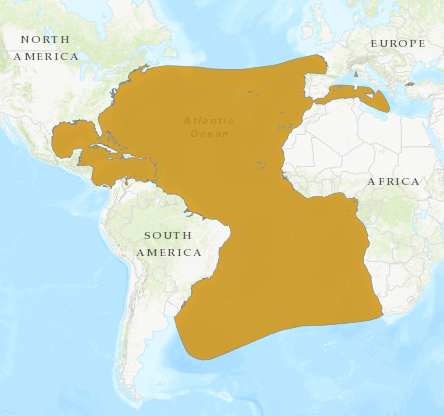 NORTH
AMERICA
EUROPE
Atlantic
Ocean
AFRICA
SOUTH
AMERICA